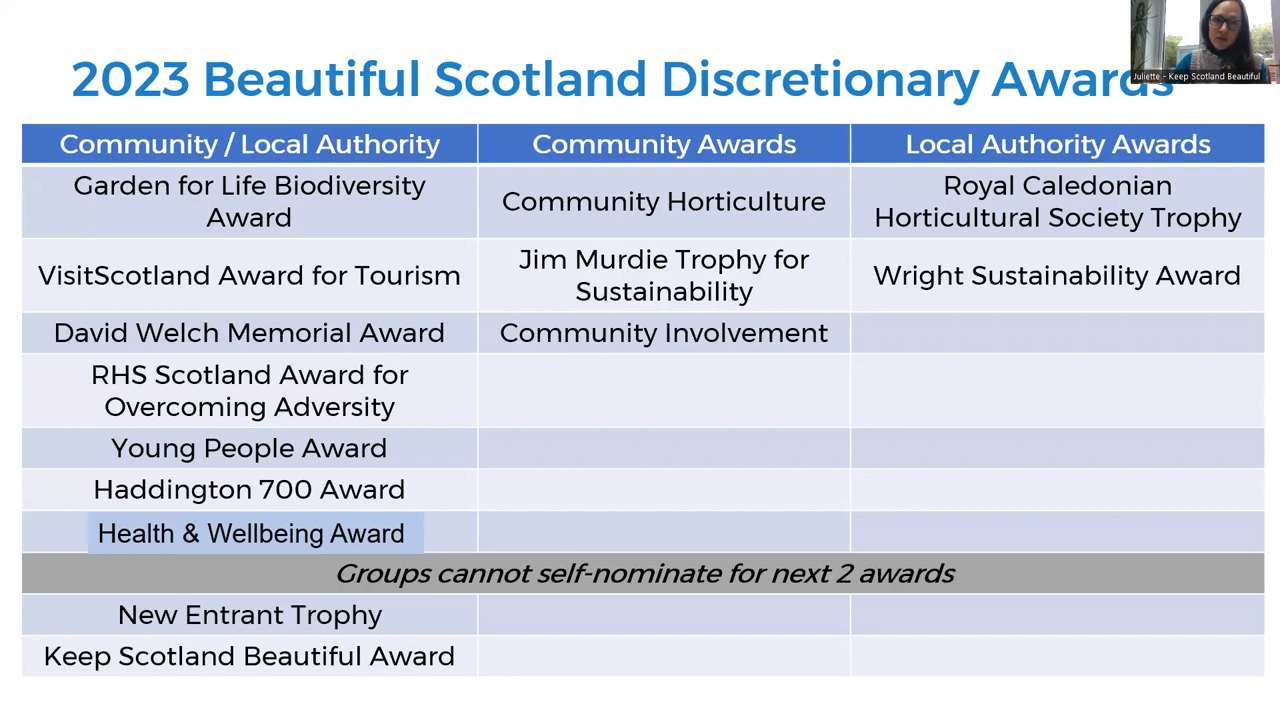 2023 Beautiful Scotland Discretionary Awards
Juliette - Keep Scotland Beautiful
Community / Local Authority
Community Awards
Local Authority Awards
Garden for Life Biodiversity
Award
Community Horticulture
Royal Caledonian
Horticultural Society Trophy
VisitScotland Award for Tourism
Jim Murdie Trophy for
Sustainability
Wright Sustainability Award
David Welch Memorial Award
Community Involvement
RHS Scotland Award for
Overcoming Adversity
Young People Award
Haddington 700 Award
Health & Wellbeing Award
Groups cannot self-nominate for next 2 awards
New Entrant Trophy
Keep Scotland Beautiful Award